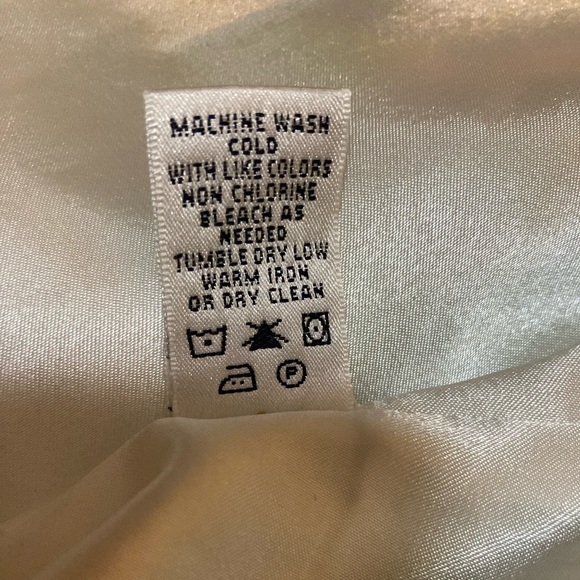 MACHINE WASH
COLD
WITH LIKE COLORS
NON CHLORINE
BLEACH AS
NEEDED
TUMBLE DRY LOW
WARM IRON
OR DRY CLEAN
P